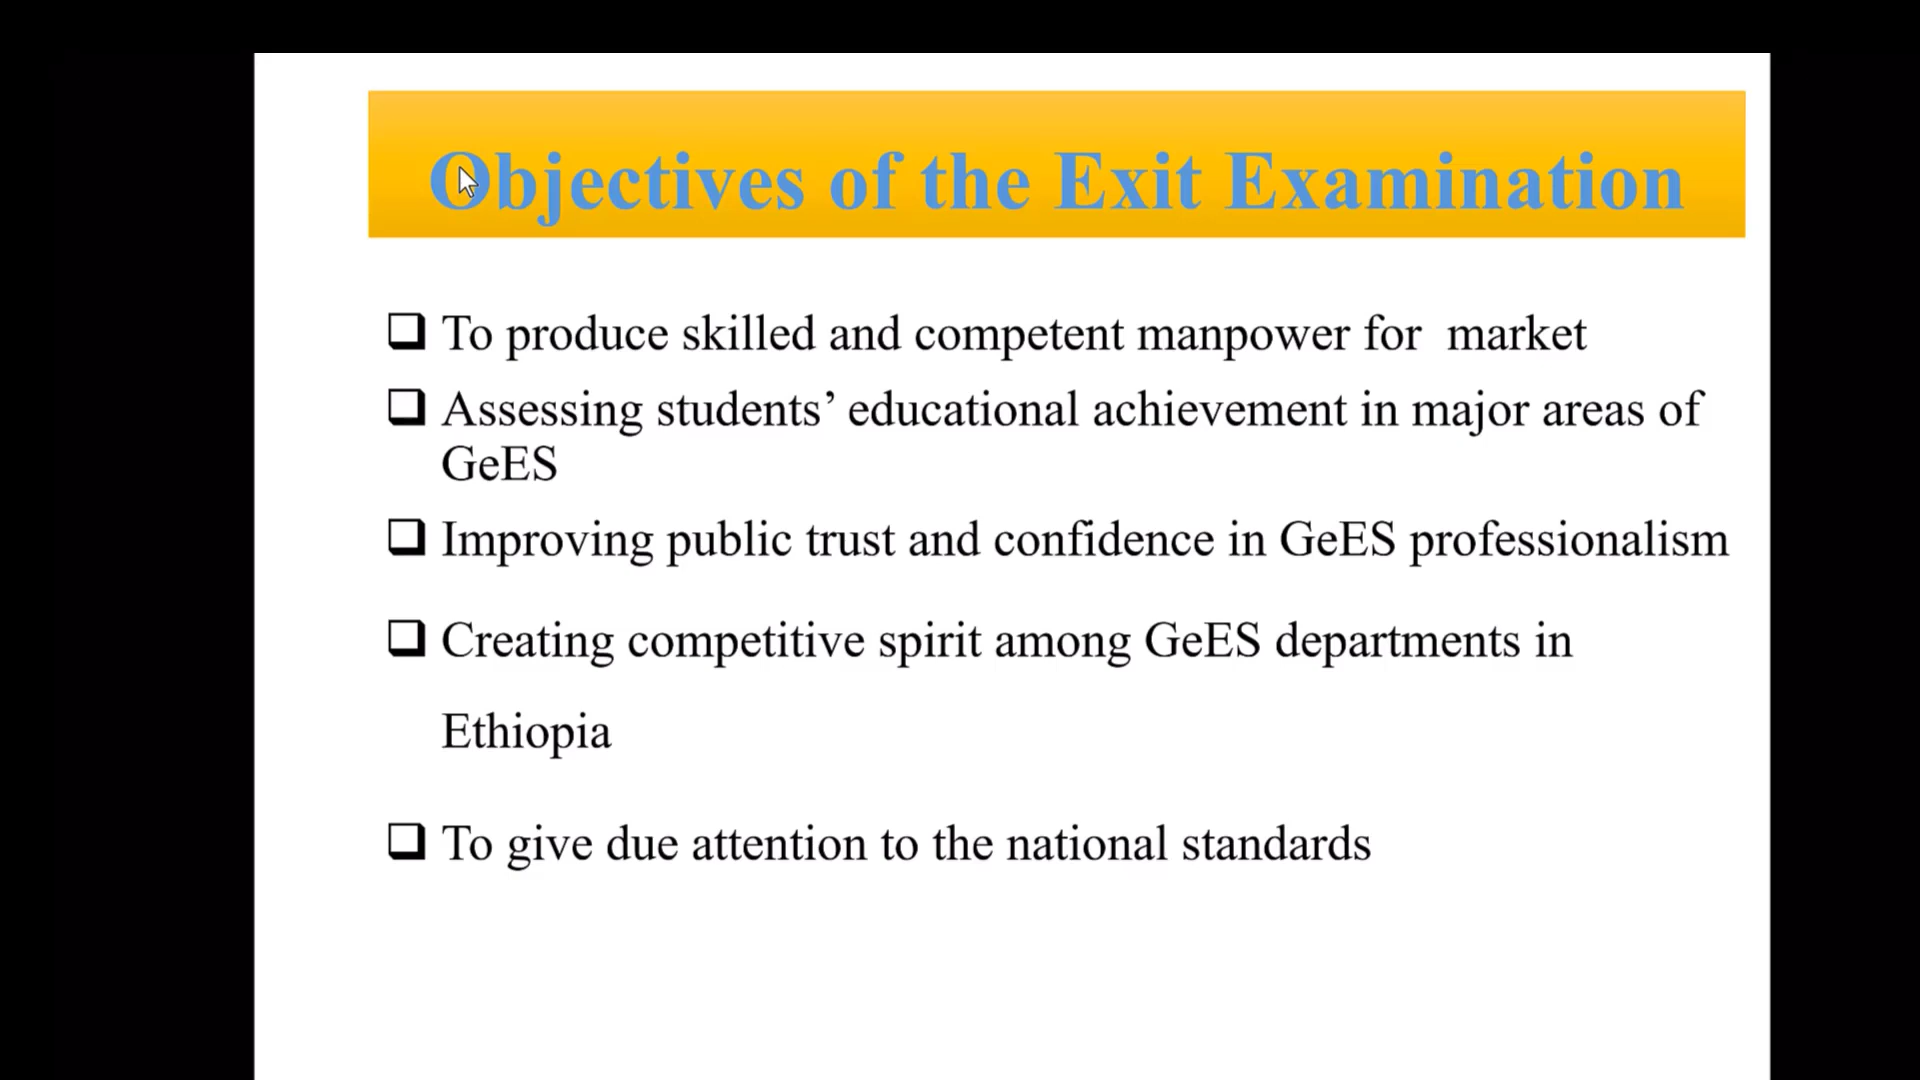 Objectives of the Exit Examination
❑ To produce skilled and competent manpower for  market
❑ Assessing students’ educational achievement in major areas of
GeES
❑ Improving public trust and confidence in GeES professionalism
❑ Creating competitive spirit among GeES departments in
Ethiopia
❑ To give due attention to the national standards